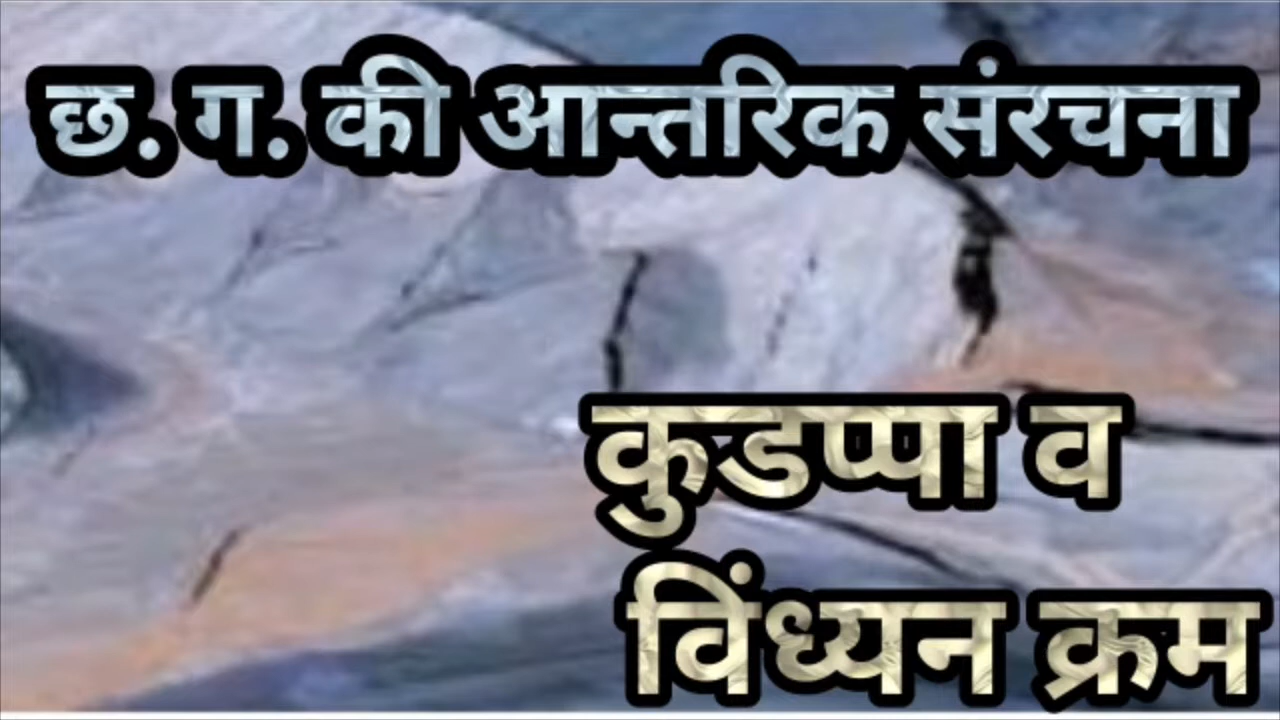 छ. ग. की आन्तरिक संरचना
कुडप्पा व
विंध्यन क्रम